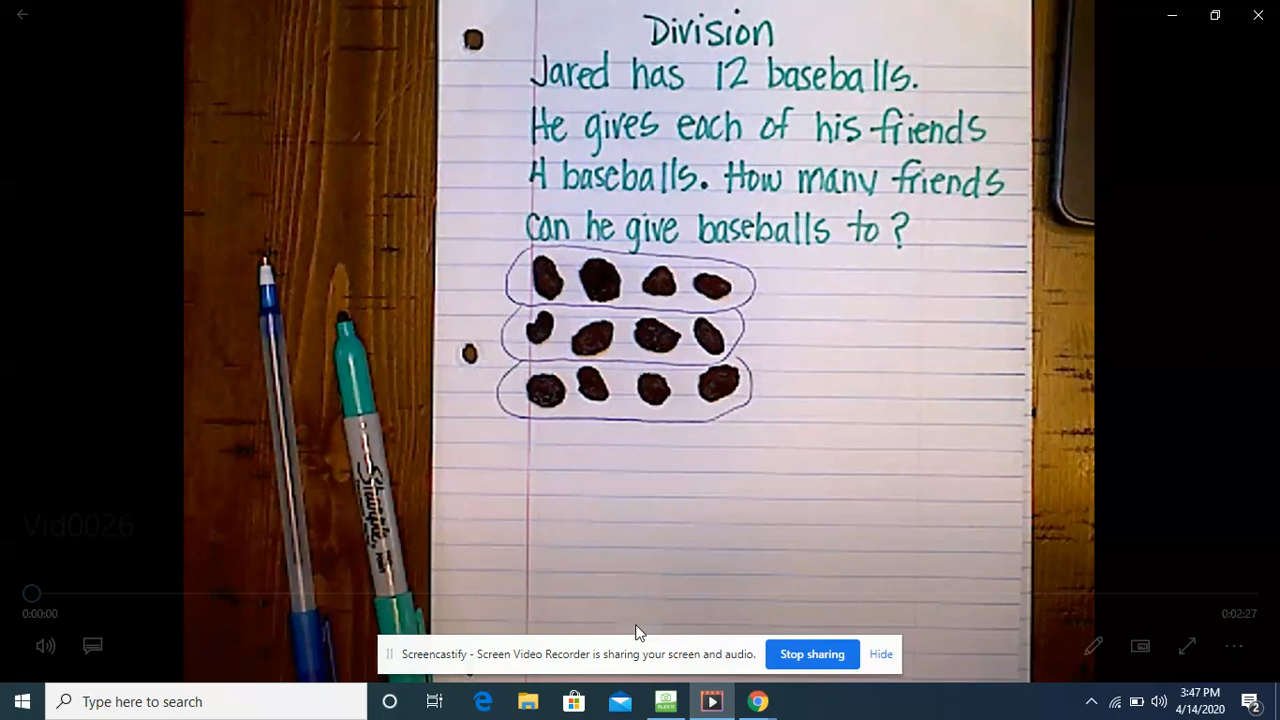 Division
Jared has 12 baseballs.
He gives each of his friends
4 baseballs. How many friends
can he give baseballs to?
Sharpie
Vid0026
0:00:00
0:02:27
Screencastify - Screen Video Recorder is sharing your screen and audio.
Stop sharing
Hide
Type here to search
3:47 PM
4/14/2020
2